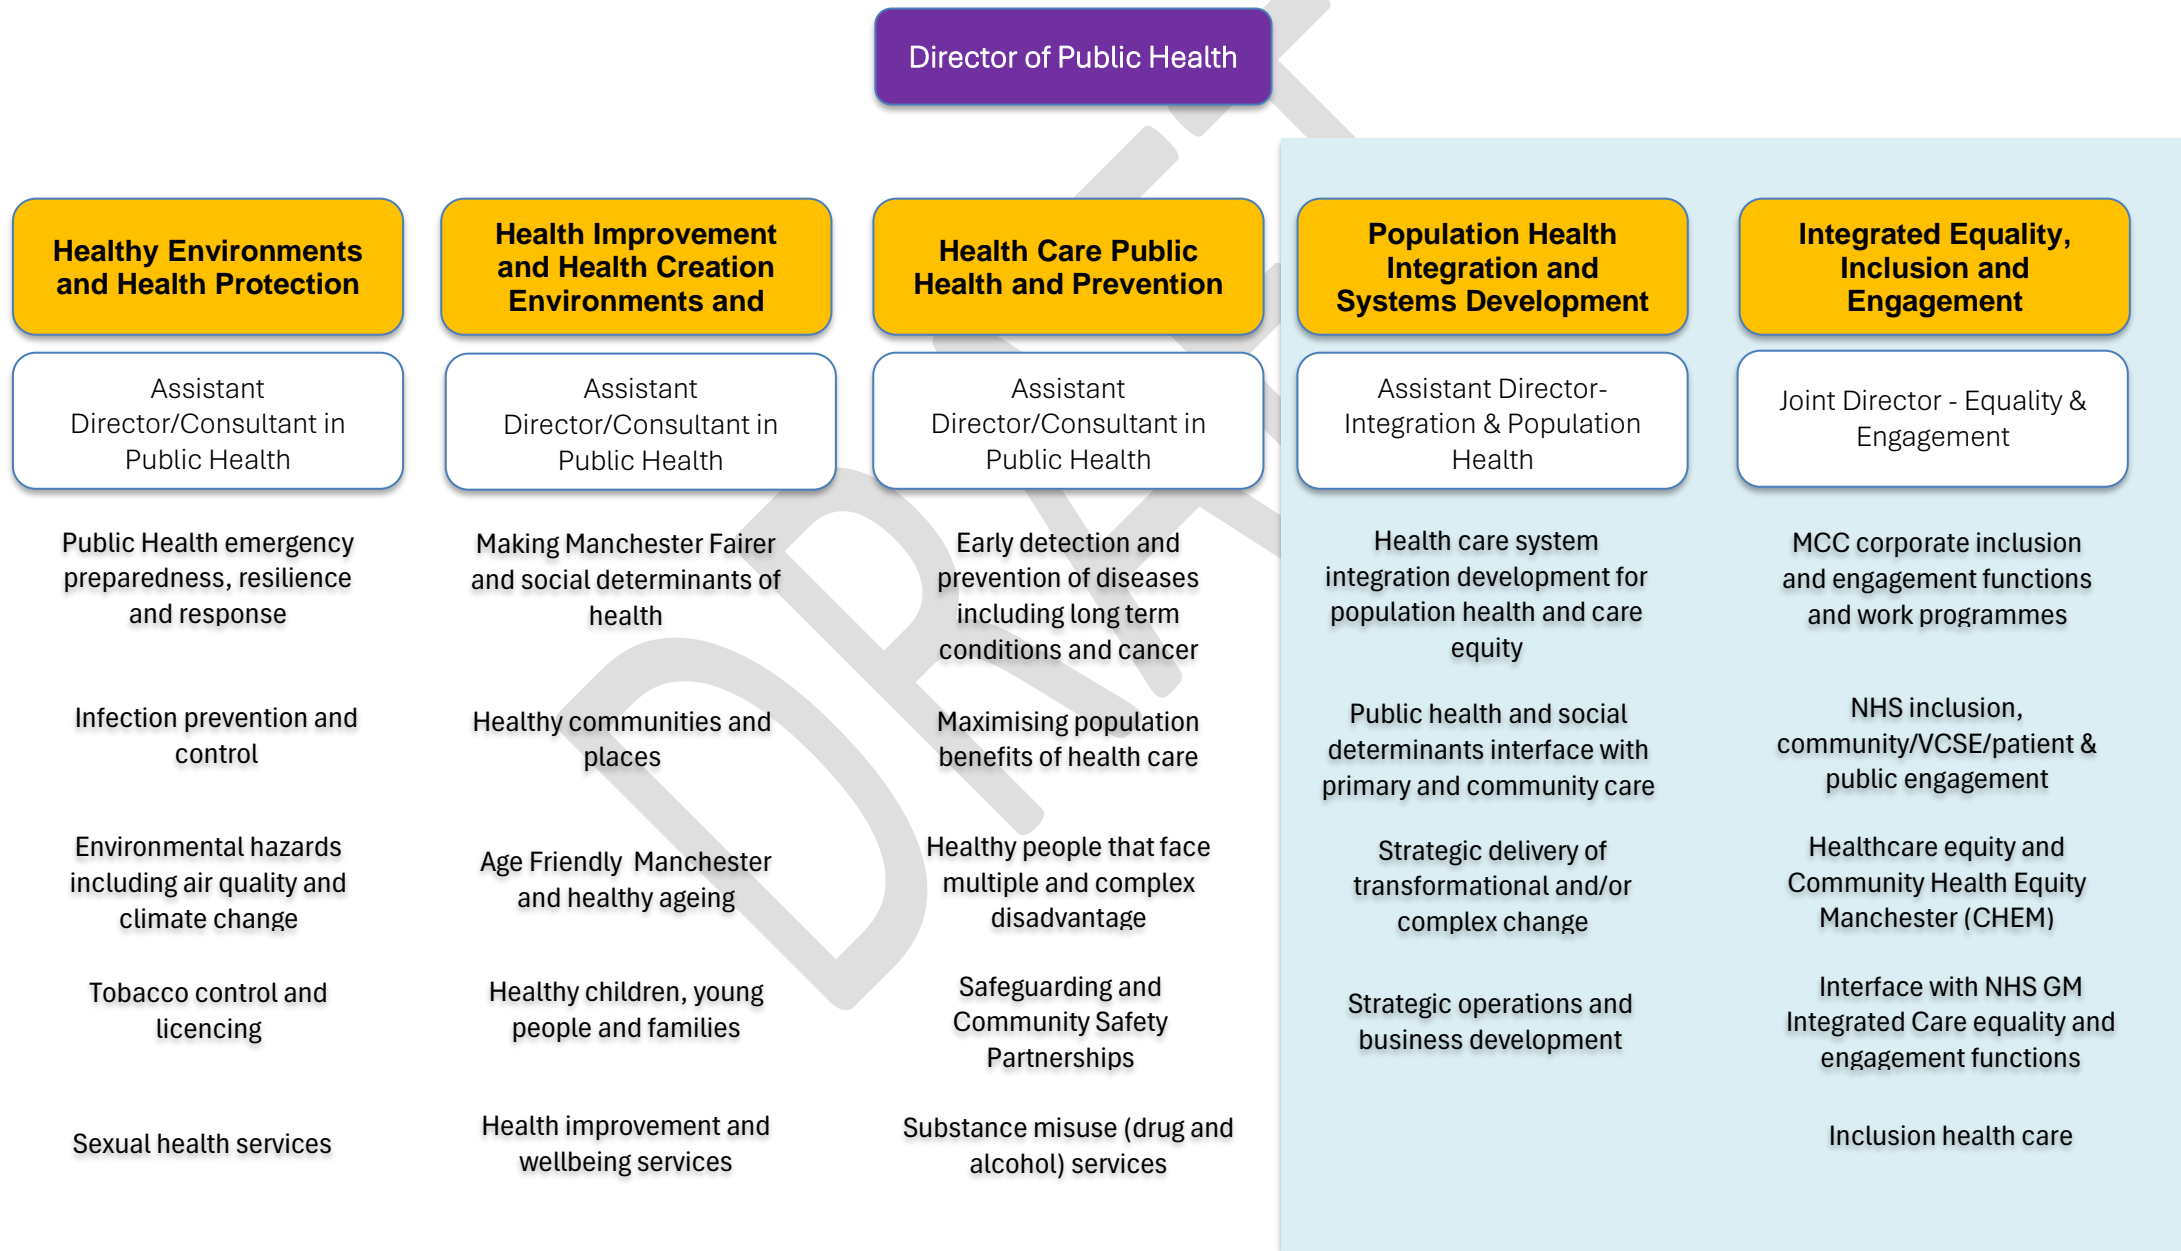 Director of Public Health
Healthy Environments
and Health Protection
Assistant
Director/Consultant in
Public Health
Public Health emergency
preparedness, resilience
and response
Infection prevention and
control
Environmental hazards
including air quality and
climate change
Tobacco control and
licencing
Sexual health services
Health Improvement
and Health Creation
Environments and
Assistant
Director/Consultant in
Public Health
Making Manchester Fairer
and social determinants of
health
Healthy communities and
places
Age Friendly Manchester
and healthy ageing
Healthy children, young
people and families
Health improvement and
wellbeing services
Health Care Public
Health and Prevention
Assistant
Director/Consultant in
Public Health
Early detection and
prevention of diseases
including long term
conditions and cancer
Maximising population
benefits of health care
Healthy people that face
multiple and complex
disadvantage
Safeguarding and
Community Safety
Partnerships
Substance misuse (drug and
alcohol) services
Population Health
Integration and
Systems Development
Assistant Director-
Integration & Population
Health
Health care system
integration development for
population health and care
equity
Public health and social
determinants interface with
primary and community care
Strategic delivery of
transformational and/or
complex change
Strategic operations and
business development
Integrated Equality,
Inclusion and
Engagement
Joint Director - Equality &
Engagement
MCC corporate inclusion
and engagement functions
and work programmes
NHS inclusion,
community/VCSE/patient &
public engagement
Healthcare equity and
Community Health Equity
Manchester (CHEM)
Interface with NHS GM
Integrated Care equality and
engagement functions
Inclusion health care
DRAFT